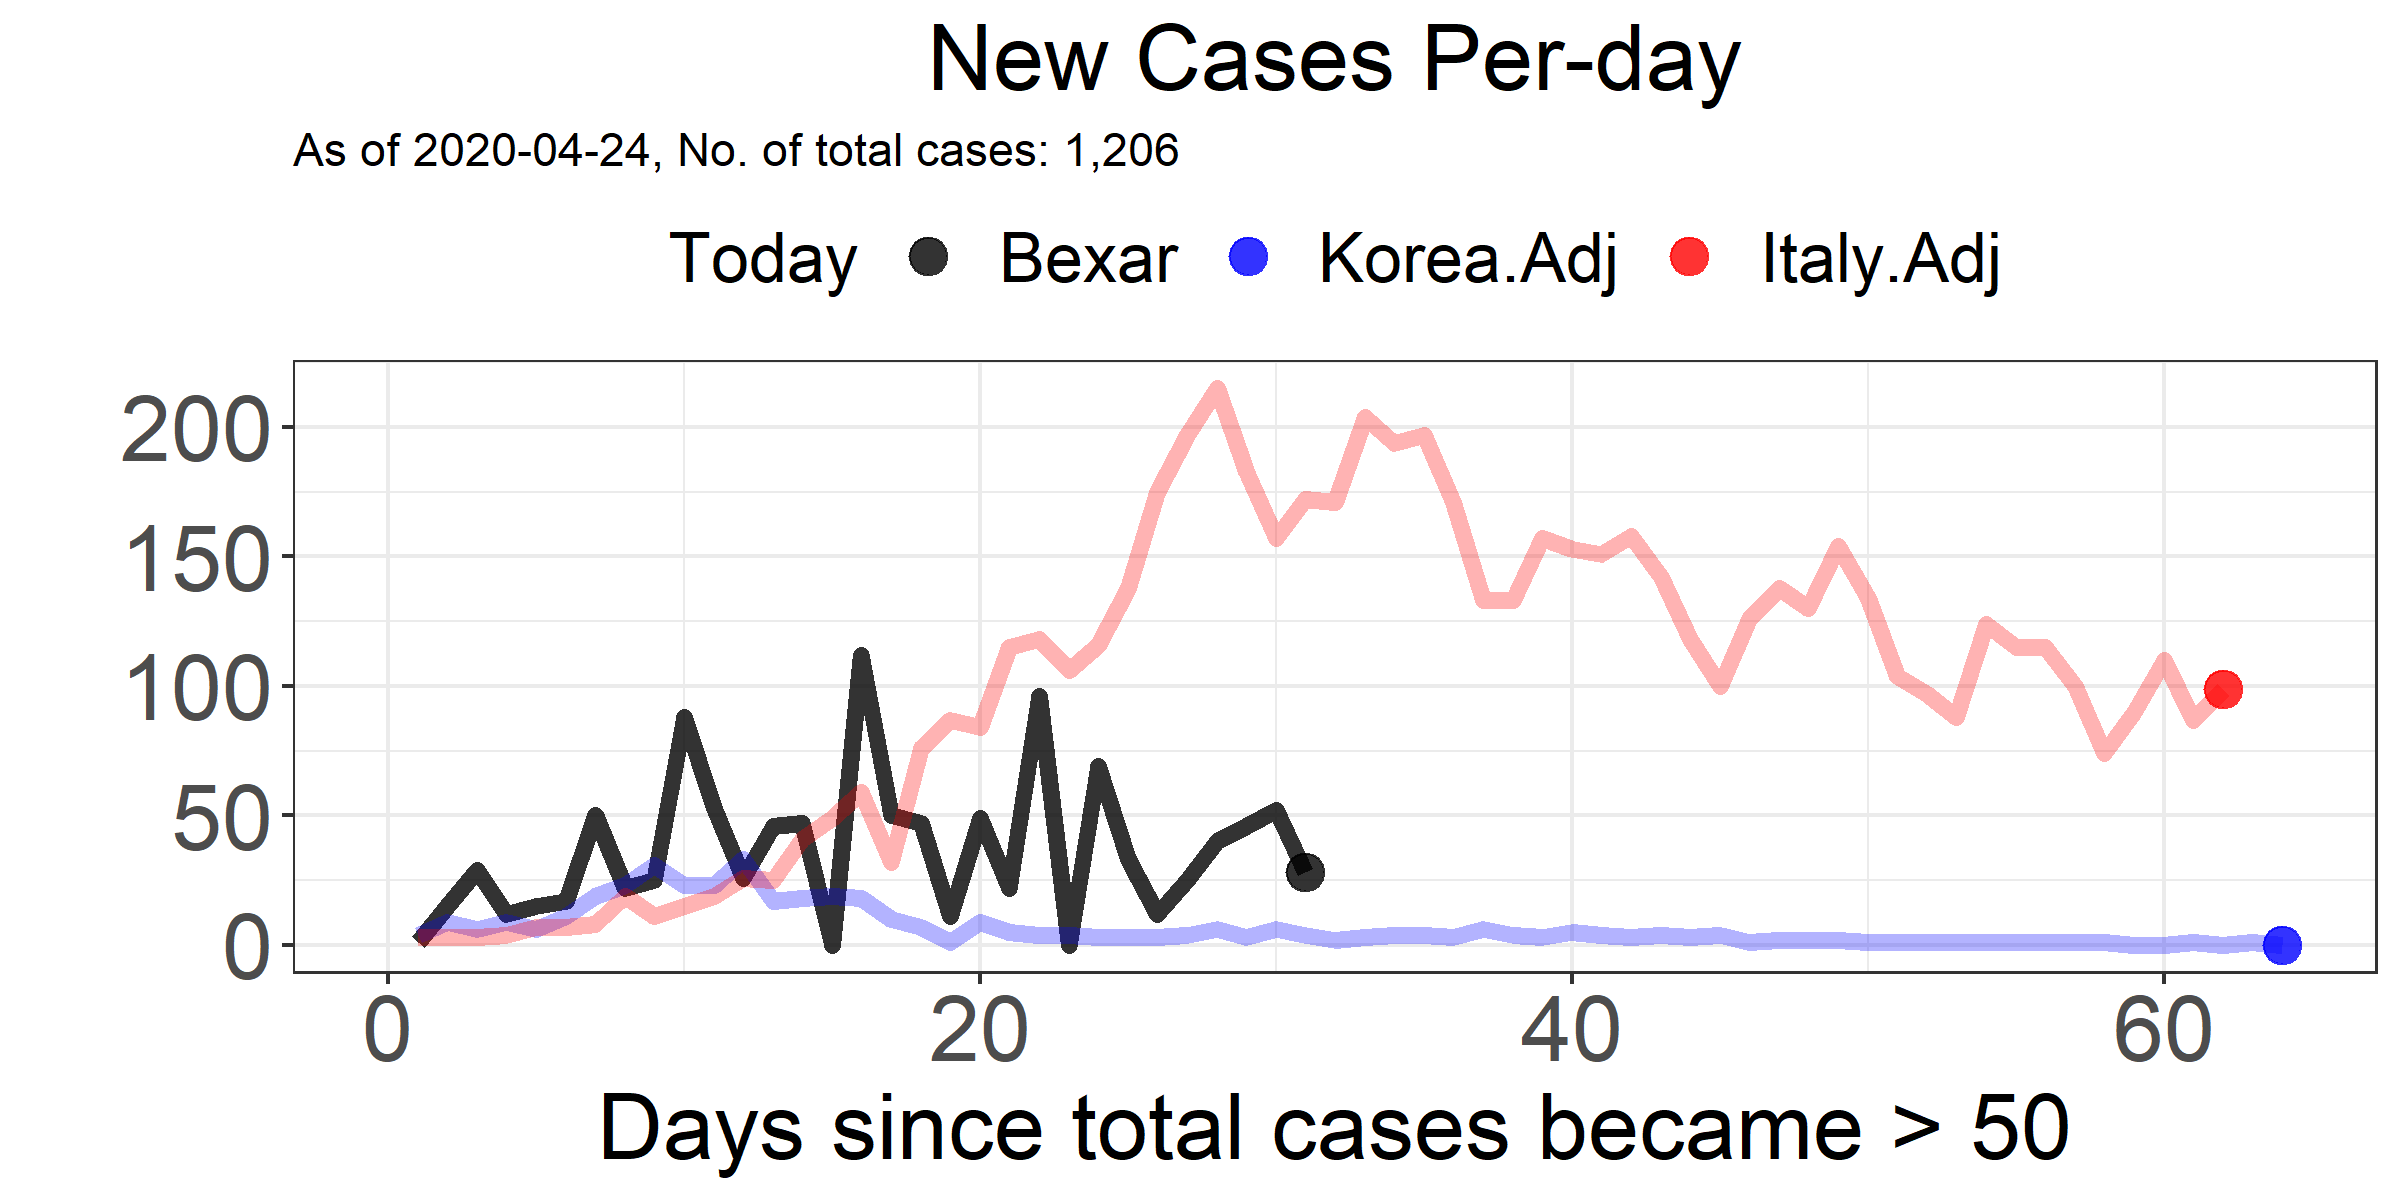 New Cases Per-day
As of 2020-04-24, No. of total cases: 1,206
Today Bexar Korea.Adj Italy.Adj
200
150
100
50
0
0 20 40 60
Days since total cases became > 50